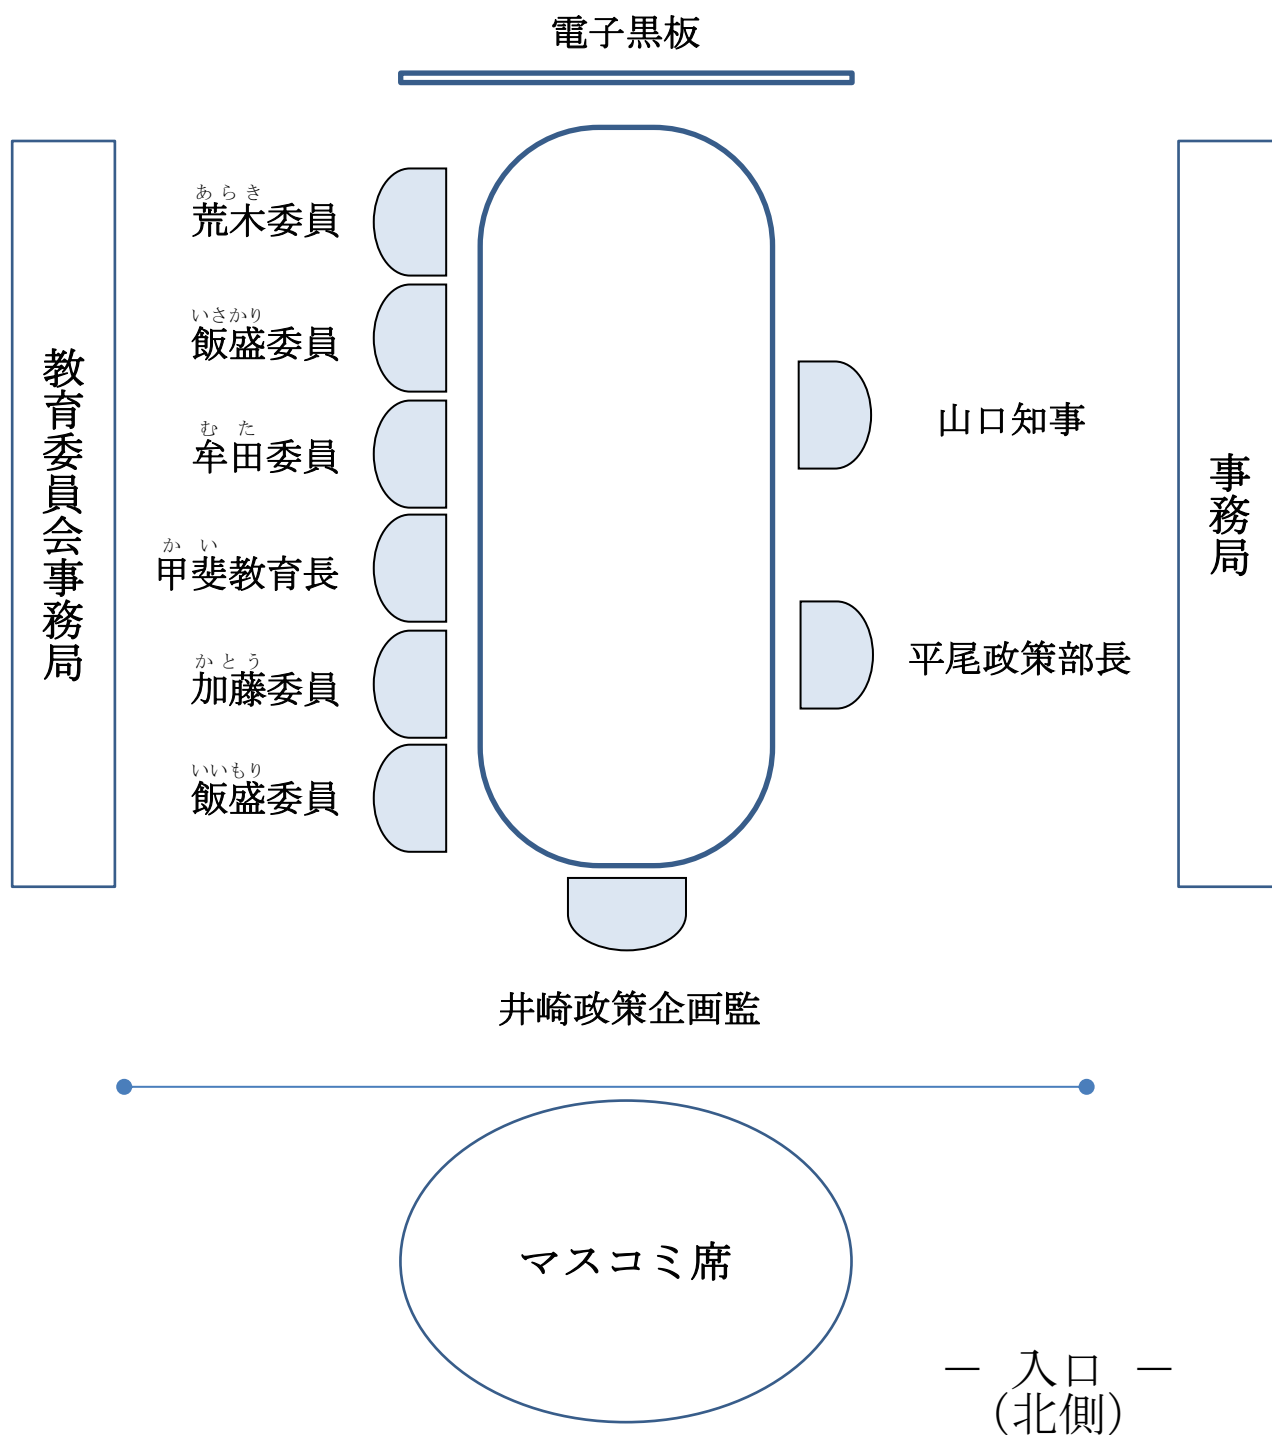 電子黒板
あらき
荒木委員
いさかり
飯盛委員
むた
牟田委員
かい
甲斐教育長
かとう
加藤委員
いいもり
飯盛委員
教育委員会事務局
山口知事
平尾政策部長
事務局
井崎政策企画監
マスコミ席
－ 入口 －
（北側）